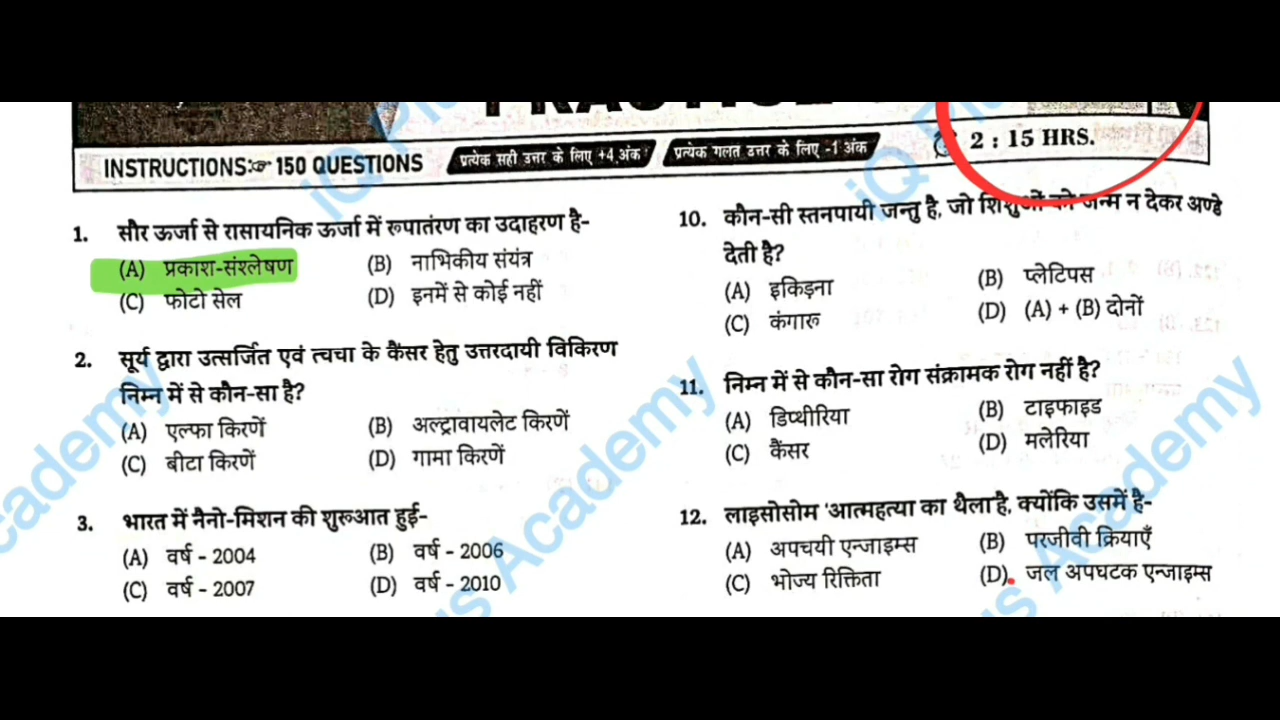 INSTRUCTIONS:☞ 150 QUESTIONS
प्रत्येक सही उत्तर के लिए +4 अंक
प्रत्येक गलत उत्तर के लिए -1 अंक
2 : 15 HRS.
1. सौर ऊर्जा से रासायनिक ऊर्जा में रूपातंरण का उदाहरण है-
(A) प्रकाश-संश्लेषण (B) नाभिकीय संयंत्र
(C) फोटो सेल (D) इनमें से कोई नहीं
2. सूर्य द्वारा उत्सर्जित एवं त्चचा के कैंसर हेतु उत्तरदायी विकिरण
निम्न में से कौन-सा है?
(A) एल्फा किरणें (B) अल्ट्रावायलेट किरणें
(C) बीटा किरणें (D) गामा किरणें
3. भारत में नैनो-मिशन की शुरूआत हुई-
(A) वर्ष - 2004 (B) वर्ष - 2006
(C) वर्ष - 2007 (D) वर्ष - 2010
10. कौन-सी स्तनपायी जन्तु है, जो शिशुओं को जन्म न देकर अण्डे
देती है?
(A) इकिड़ना (B) प्लेटिपस
(C) कंगारू (D) (A) + (B) दोनों
11. निम्न में से कौन-सा रोग संक्रामक रोग नहीं है?
(A) डिप्थीरिया (B) टाइफाइड
(C) कैंसर (D) मलेरिया
12. लाइसोसोम 'आत्महत्या का थैला है, क्योंकि उसमें है-
(A) अपचयी एन्जाइम्स (B) परजीवी क्रियाएँ
(C) भोज्य रिक्तिता (D) जल अपघटक एन्जाइम्स